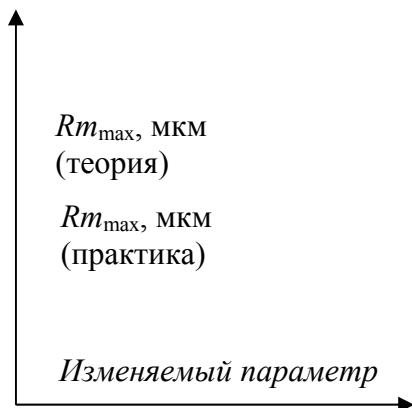 Rmmax, мкм
(теория)
Rmmax, мкм
(практика)
Изменяемый параметр